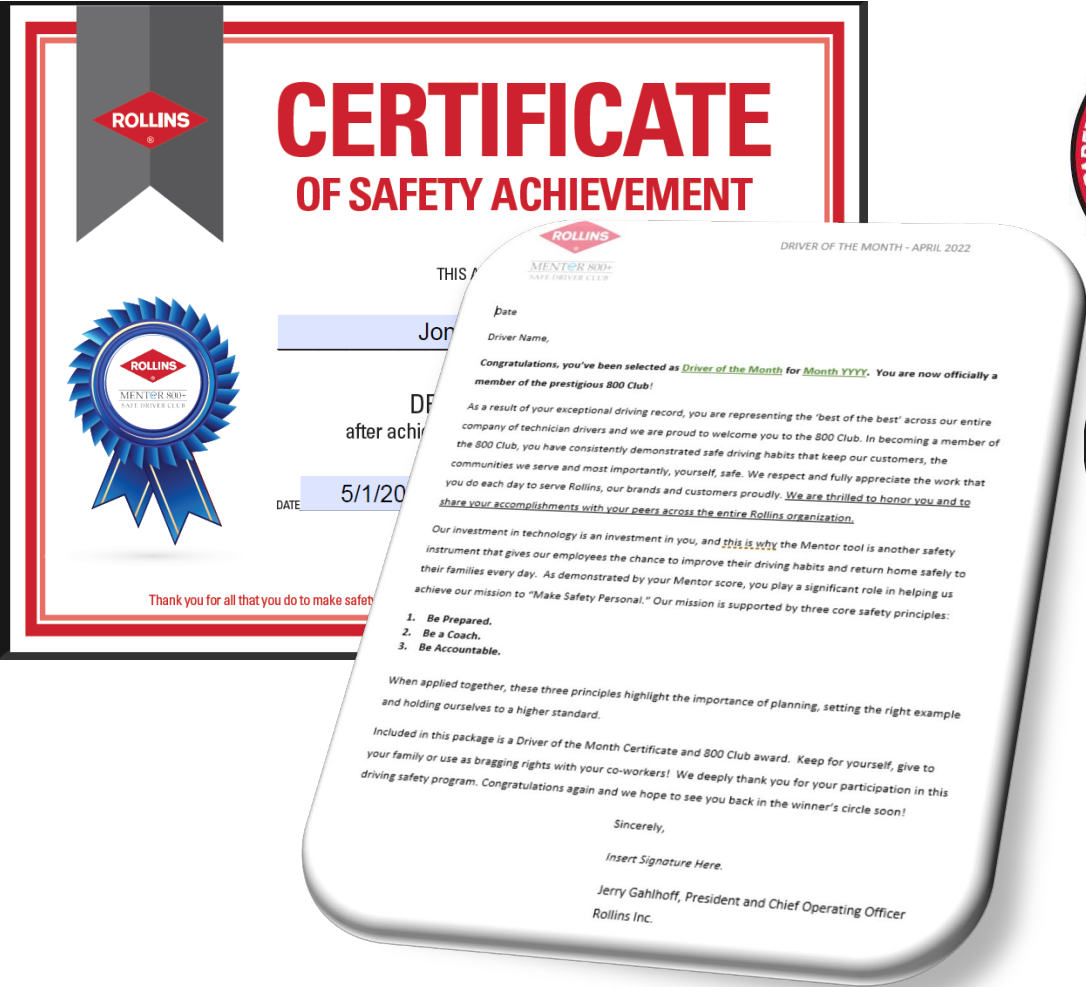 ROLLINS
®
CERTIFICATE
OF SAFETY ACHIEVEMENT
THIS
Jon
after
DATE 5/1/20
ROLLINS
®
MENTOR 800+
SAFE DRIVER CLUB
Thank you for all that you do to make safety
ROLLINS
®
MENTOR 800+
SAFE DRIVER CLUB
DRIVER OF THE MONTH - APRIL 2022
Date
Driver Name,
Congratulations, you've been selected as Driver of the Month for Month YYYY. You are now officially a
member of the prestigious 800 Club!
As a result of your exceptional driving record, you are representing the 'best of the best' across our entire
company of technician drivers and we are proud to welcome you to the 800 Club. In becoming a member of
the 800 Club, you have consistently demonstrated safe driving habits that keep our customers, the
communities we serve and most importantly, yourself, safe. We respect and fully appreciate the work that
you do each day to serve Rollins, our brands and customers proudly. We are thrilled to honor you and to
share your accomplishments with your peers across the entire Rollins organization.
Our investment in technology is an investment in you, and this is why the Mentor tool is another safety
instrument that gives our employees the chance to improve their driving habits and return home safely to
their families every day. As demonstrated by your Mentor score, you play a significant role in helping us
achieve our mission to "Make Safety Personal." Our mission is supported by three core safety principles:
1. Be Prepared.
2. Be a Coach.
3. Be Accountable.
When applied together, these three principles highlight the importance of planning, setting the right example
and holding ourselves to a higher standard.
Included in this package is a Driver of the Month Certificate and 800 Club award. Keep for yourself, give to
your family or use as bragging rights with your co-workers! We deeply thank you for your participation in this
driving safety program. Congratulations again and we hope to see you back in the winner's circle soon!
Sincerely,
Insert Signature Here.
Jerry Gahlhoff, President and Chief Operating Officer
Rollins Inc.